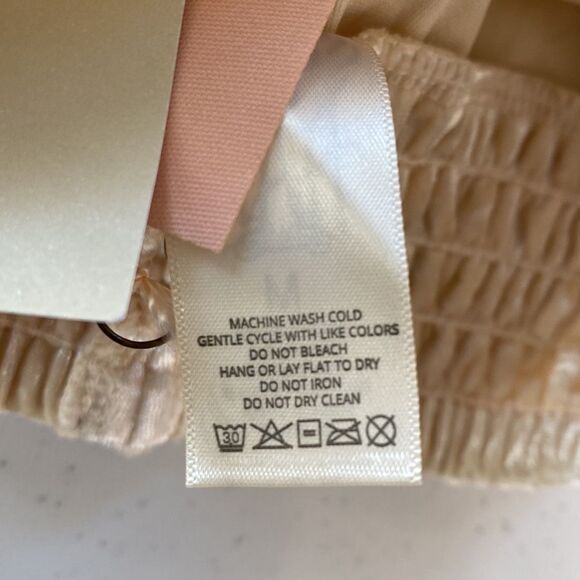 M
MACHINE WASH COLD
GENTLE CYCLE WITH LIKE COLORS
DO NOT BLEACH
HANG OR LAY FLAT TO DRY
DO NOT IRON
DO NOT DRY CLEAN
30